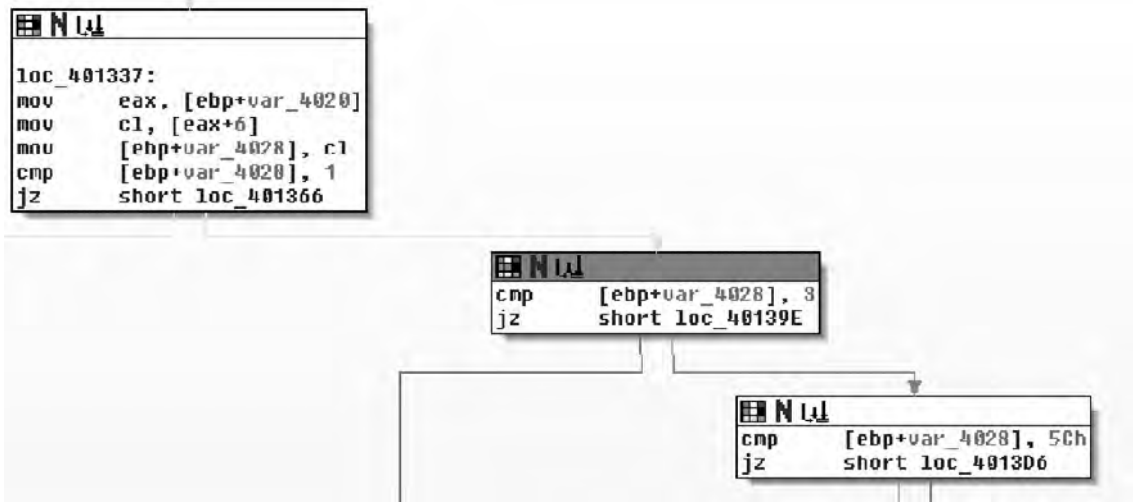 loc_401337:
mov eax, [ebp+var_4020]
mov cl, [eax+6]
mov [ebp+var_4028], cl
cmp [ebp+var_4028], 1
jz short loc_401366
cmp [ebp+var_4028], 3
jz short loc_40139E
cmp [ebp+var_4028], 5Ch
jz short loc_4013D6